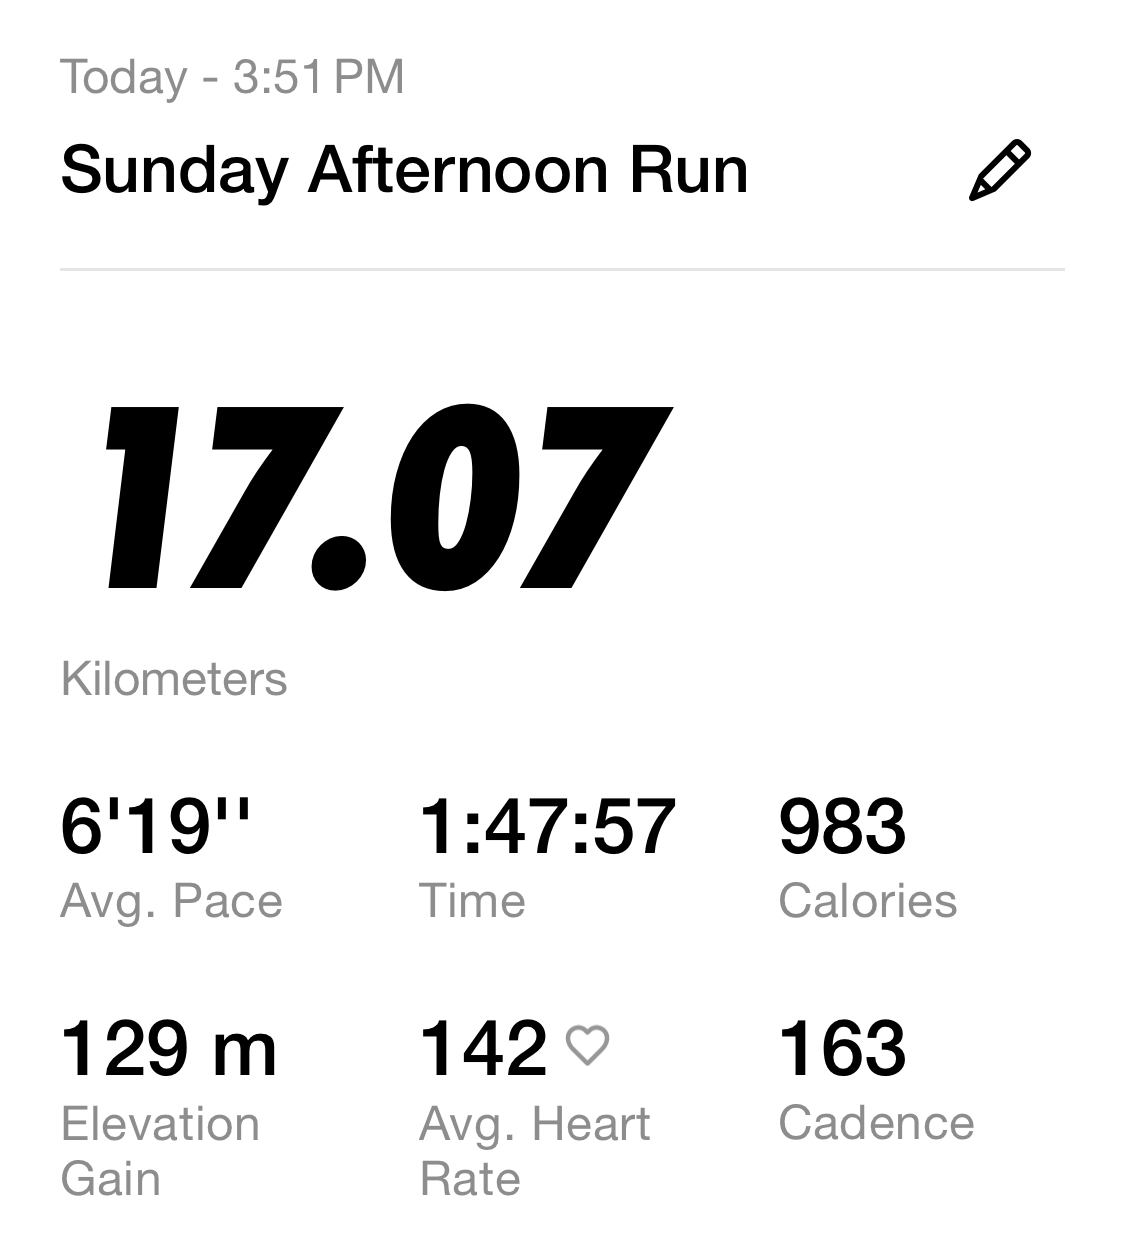 Today - 3:51 PM
Sunday Afternoon Run
17.07
Kilometers
6'19''
1:47:57
983
Avg. Pace
Time
Calories
129 m
142
163
Elevation
Gain
Avg. Heart
Rate
Cadence